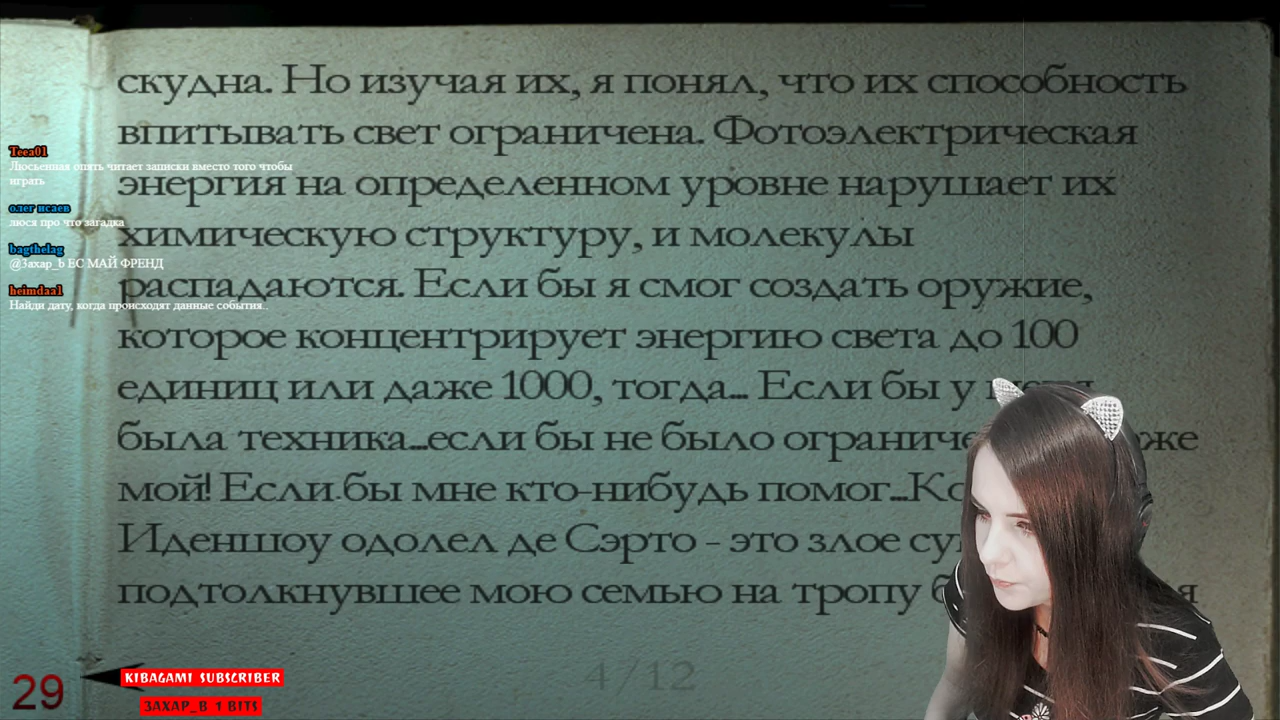 скудна. Но изучая их, я понял, что их способность
впитывать свет ограничена. Фотоэлектрическая
энергия на определенном уровне нарушает их
химическую структуру, и молекулы
распадаются. Если бы я смог создать оружие,
которое концентрирует энергию света до 100
единиц или даже 1000, тогда... Если бы у
была техника...если бы не было
мой! Если бы мне кто-нибудь помог...
Иденшоу одолел де Сэрто - это злое
подтолкнувшее мою семью на тропу
4/12
Teea01
Люсьенная опять читает записки вместо того чтобы
играть
олег исаев
люся про что загадка
bagthelag
@Захар_b ЕС МАЙ ФРЕНД
heimdaa1
Найди дату, когда происходят данные события..
29
KIBAGAMI SUBSCRIBER
3AXAP_B 1 BITS